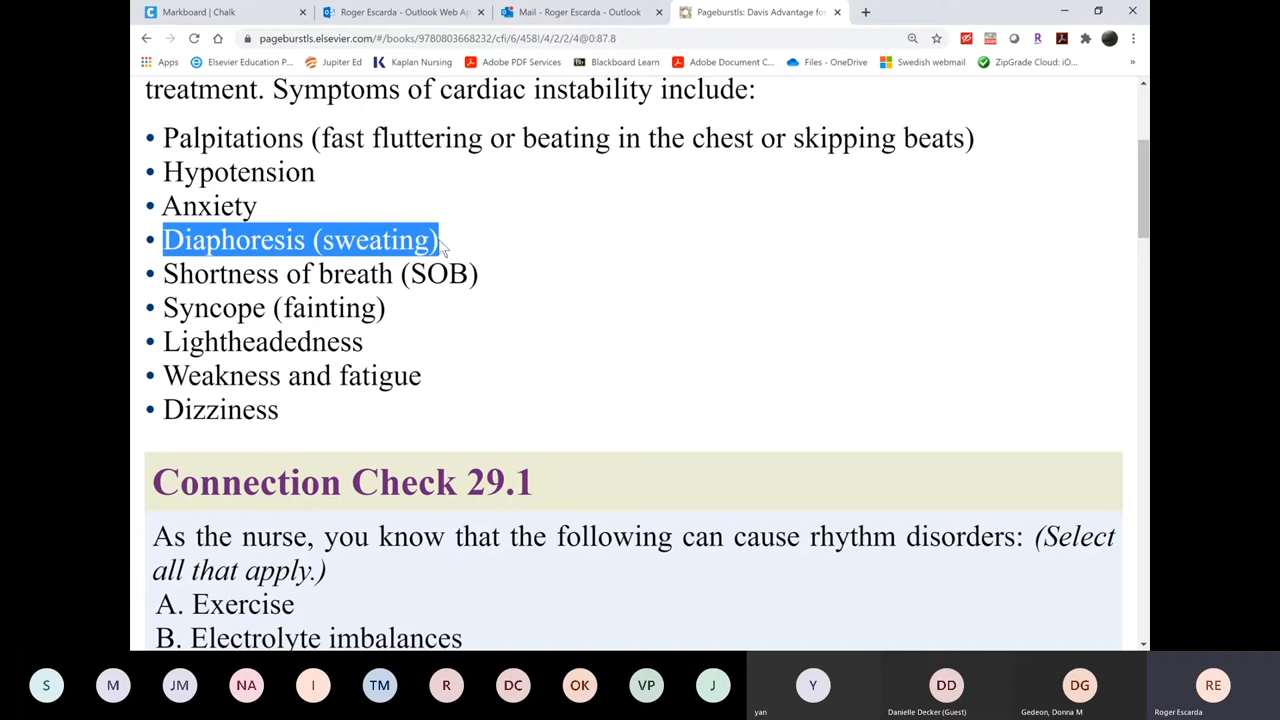 Markboard | Chalk
Roger Escarda - Outlook Web Ap
Mail - Roger Escarda - Outlook
Pageburstls: Davis Advantage for
pageburstls.elsevier.com/#/books/9780803668232/cfi/6/458!/4/2/2/4@0:87.8
Apps
Elsevier Education P...
Jupiter Ed
Kaplan Nursing
Adobe PDF Services
Blackboard Learn
Adobe Document C...
Files - OneDrive
Swedish webmail
ZipGrade Cloud: iO...
»
treatment. Symptoms of cardiac instability include:
• Palpitations (fast fluttering or beating in the chest or skipping beats)
• Hypotension
• Anxiety
• Diaphoresis (sweating)
• Shortness of breath (SOB)
• Syncope (fainting)
• Lightheadedness
• Weakness and fatigue
• Dizziness
Connection Check 29.1
As the nurse, you know that the following can cause rhythm disorders: (Select
all that apply.)
A. Exercise
B. Electrolyte imbalances
S M JM NA I TM R DC OK VP J Y DD DG RE
yan
Danielle Decker (Guest)
Gedeon, Donna M
Roger Escarda